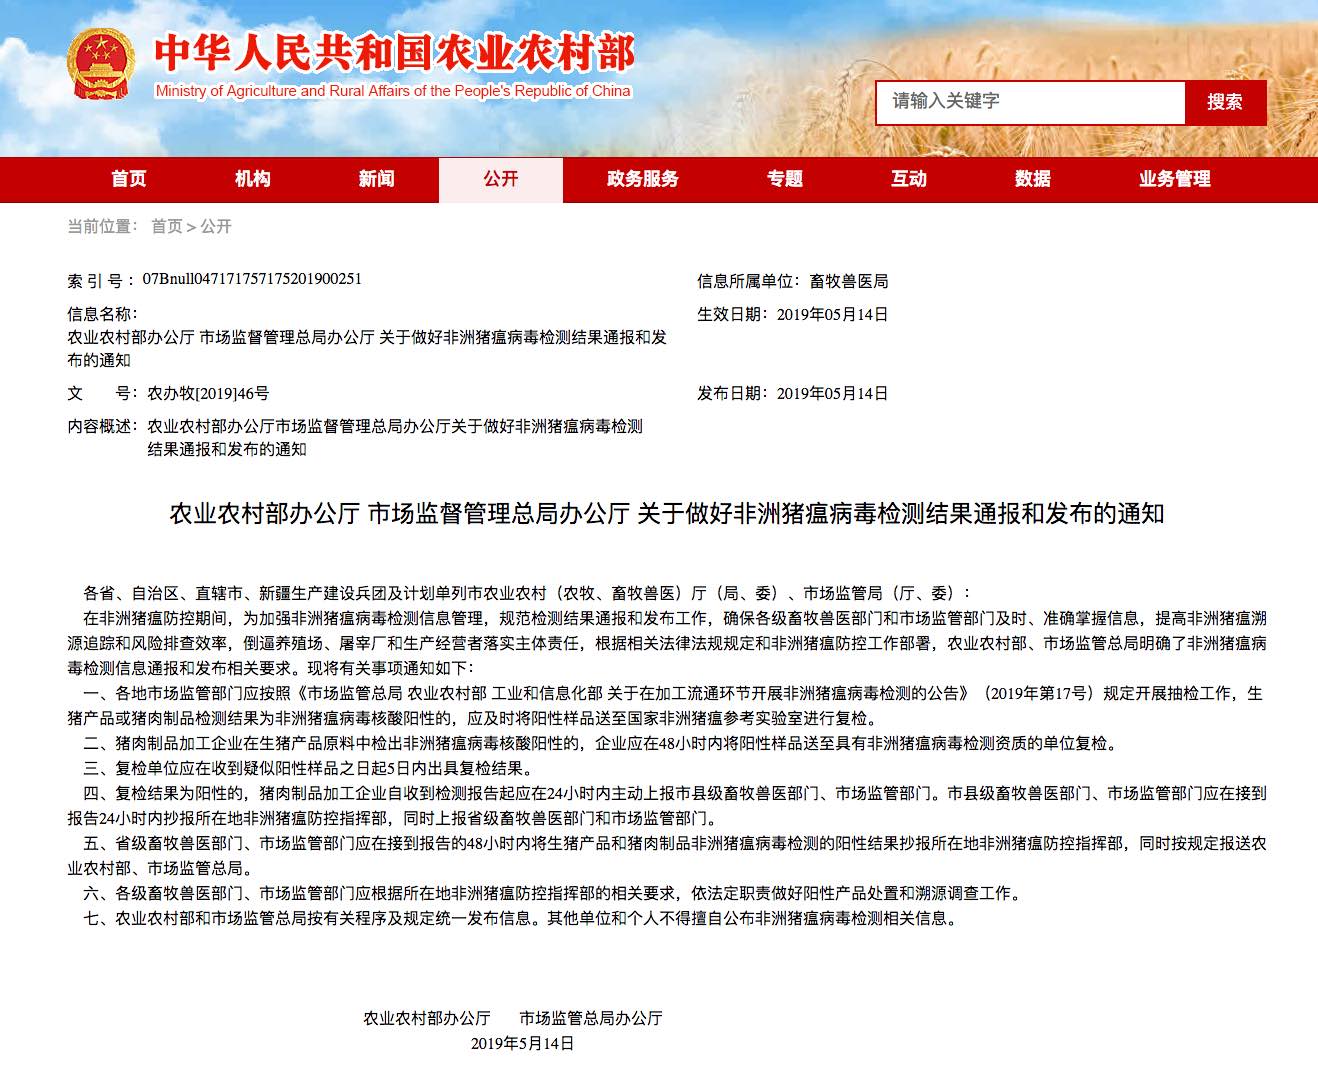 中华人民共和国农业农村部
Ministry of Agriculture and Rural Affairs of the People's Republic of China
请输入关键字 搜索
首页 机构 新闻 公开 政务服务 专题 互动 数据 业务管理
当前位置： 首页 > 公开
索 引 号： 07Bnull047171757175201900251 信息所属单位：畜牧兽医局
信息名称： 生效日期：2019年05月14日
农业农村部办公厅 市场监督管理总局办公厅 关于做好非洲猪瘟病毒检测结果通报和发
布的通知
文 号：农办牧[2019]46号 发布日期：2019年05月14日
内容概述：农业农村部办公厅市场监督管理总局办公厅关于做好非洲猪瘟病毒检测
结果通报和发布的通知
农业农村部办公厅 市场监督管理总局办公厅 关于做好非洲猪瘟病毒检测结果通报和发布的通知
各省、自治区、直辖市、新疆生产建设兵团及计划单列市农业农村（农牧、畜牧兽医）厅（局、委）、市场监管局（厅、委）：
在非洲猪瘟防控期间，为加强非洲猪瘟病毒检测信息管理，规范检测结果通报和发布工作，确保各级畜牧兽医部门和市场监管部门及时、准确掌握信息，提高非洲猪瘟溯
源追踪和风险排查效率，倒逼养殖场、屠宰厂和生产经营者落实主体责任，根据相关法律法规规定和非洲猪瘟防控工作部署，农业农村部、市场监管总局明确了非洲猪瘟病
毒检测信息通报和发布相关要求。现将有关事项通知如下：
一、各地市场监管部门应按照《市场监管总局 农业农村部 工业和信息化部 关于在加工流通环节开展非洲猪瘟病毒检测的公告》（2019年第17号）规定开展抽检工作，生
猪产品或猪肉制品检测结果为非洲猪瘟病毒核酸阳性的，应及时将阳性样品送至国家非洲猪瘟参考实验室进行复检。
二、猪肉制品加工企业在生猪产品原料中检出非洲猪瘟病毒核酸阳性的，企业应在48小时内将阳性样品送至具有非洲猪瘟病毒检测资质的单位复检。
三、复检单位应在收到疑似阳性样品之日起5日内出具复检结果。
四、复检结果为阳性的，猪肉制品加工企业自收到检测报告起应在24小时内主动上报市县级畜牧兽医部门、市场监管部门。市县级畜牧兽医部门、市场监管部门应在接到
报告24小时内抄报所在地非洲猪瘟防控指挥部，同时上报省级畜牧兽医部门和市场监管部门。
五、省级畜牧兽医部门、市场监管部门应在接到报告的48小时内将生猪产品和猪肉制品非洲猪瘟病毒检测的阳性结果抄报所在地非洲猪瘟防控指挥部，同时按规定报送农
业农村部、市场监管总局。
六、各级畜牧兽医部门、市场监管部门应根据所在地非洲猪瘟防控指挥部的相关要求，依法定职责做好阳性产品处置和溯源调查工作。
七、农业农村部和市场监管总局按有关程序及规定统一发布信息。其他单位和个人不得擅自公布非洲猪瘟病毒检测相关信息。
农业农村部办公厅 市场监管总局办公厅
2019年5月14日